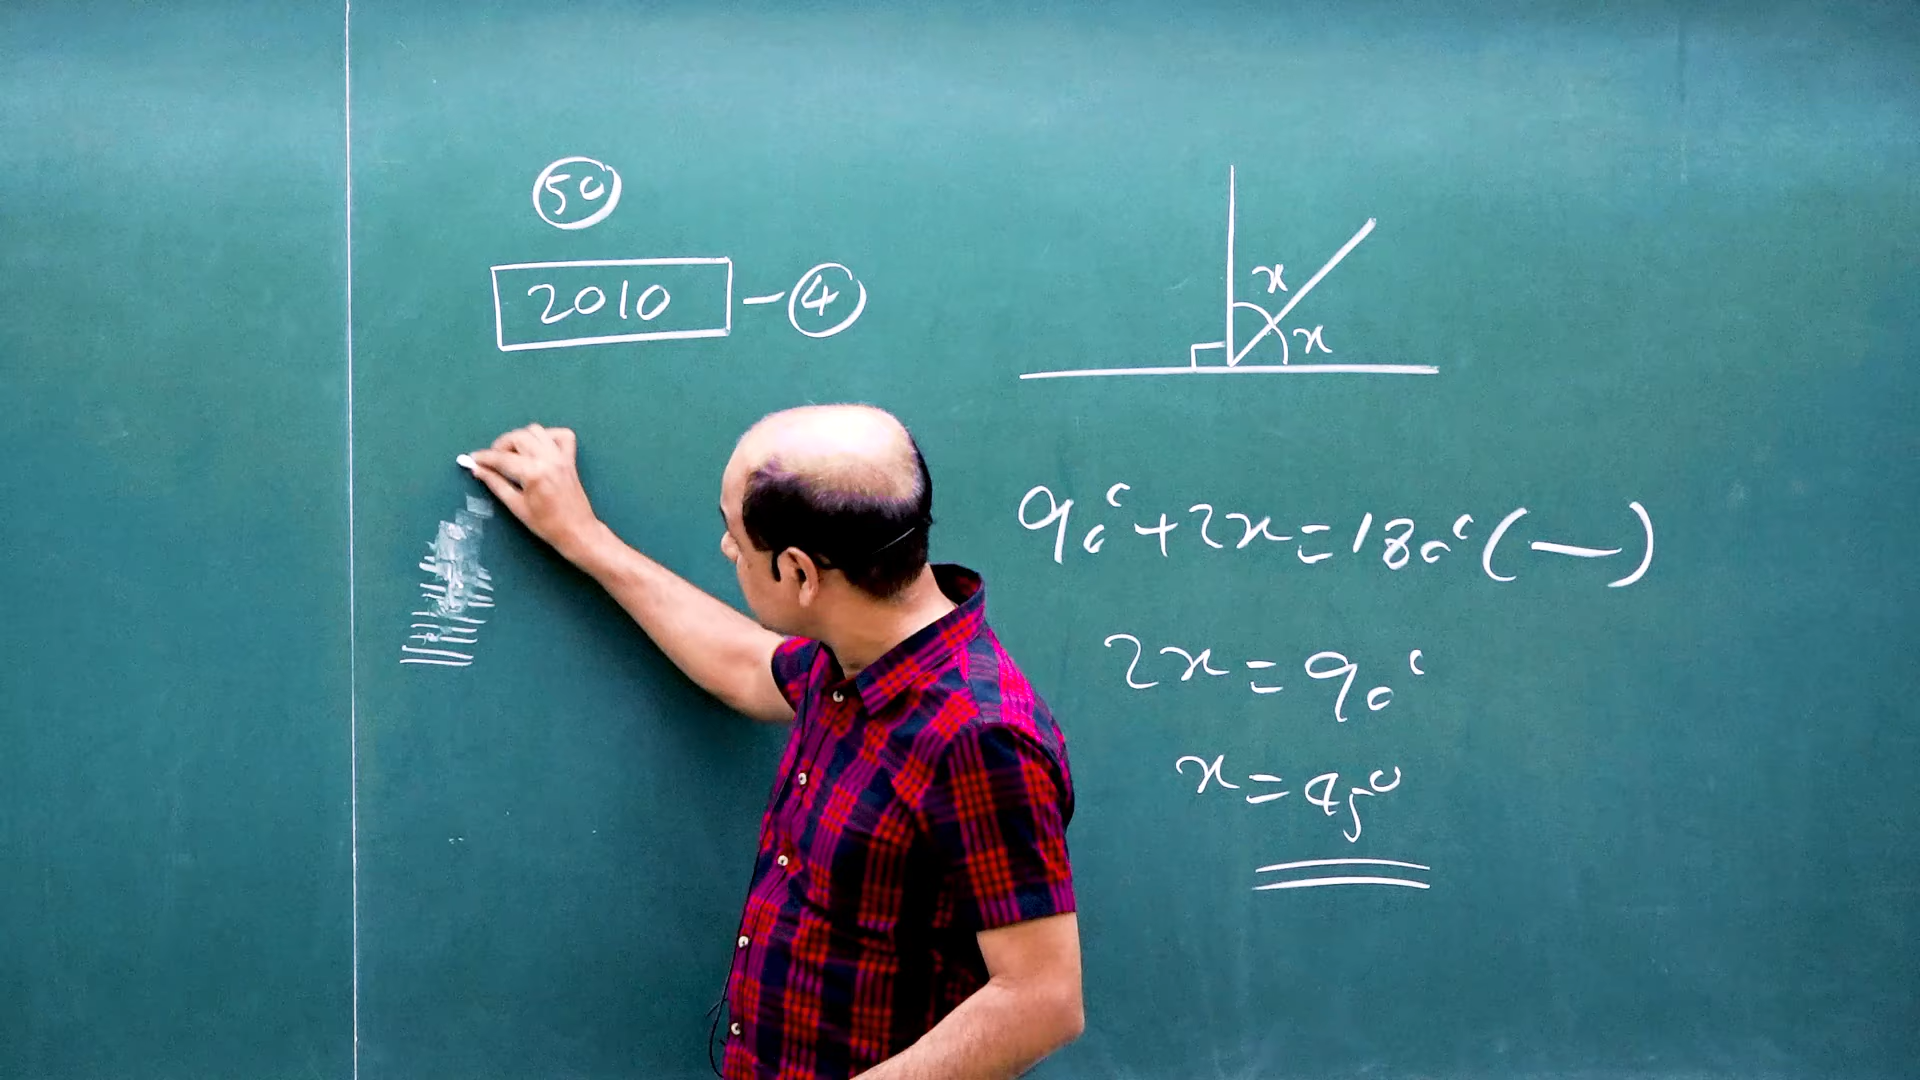 50
2010 - 4
x
x
90° + 2x = 180° ( — )
2x = 90°
x = 45°